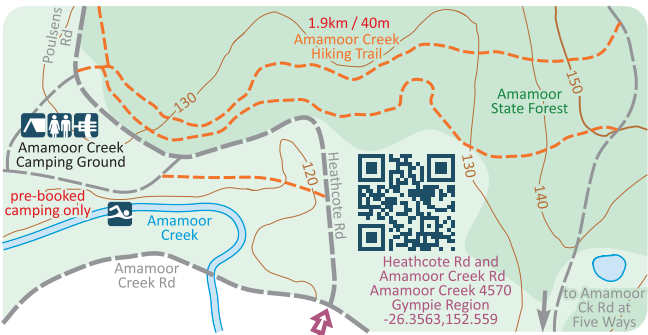 Poulsens
Rd
1.9km / 40m
Amamoor Creek
Hiking Trail
130
150
Amamoor
State Forest
Amamoor Creek
Camping Ground
120
Heathcote Rd
130
140
pre-booked
camping only
Amamoor
Creek
Amamoor
Creek Rd
Heathcote Rd and
Amamoor Creek Rd
Amamoor Creek 4570
Gympie Region
-26.3563,152.559
to Amamoor
Ck Rd at
Five Ways